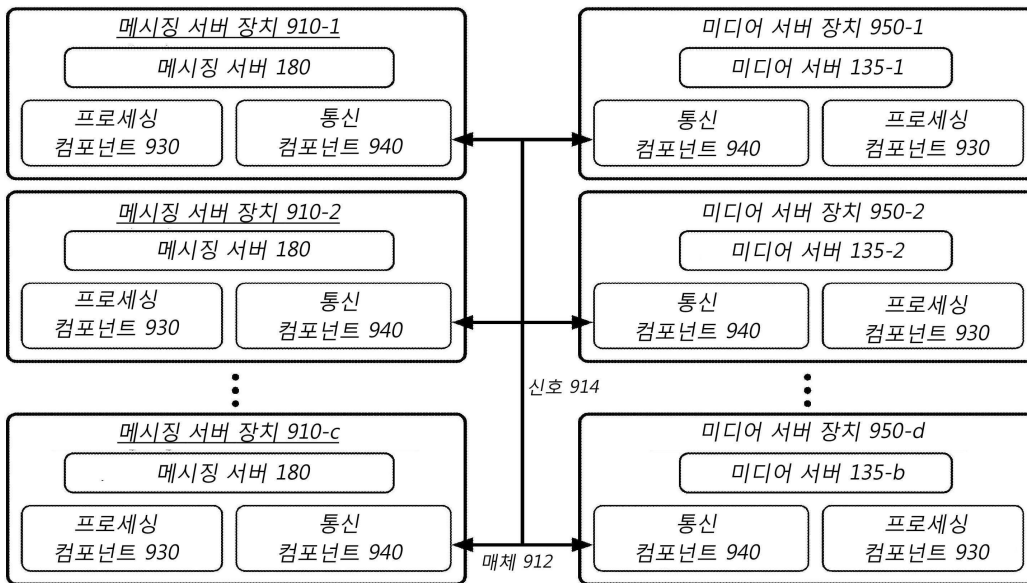 메시징 서버 장치 910-1
메시징 서버 180
프로세싱
컴포넌트 930
통신
컴포넌트 940
미디어 서버 장치 950-1
미디어 서버 135-1
통신
컴포넌트 940
프로세싱
컴포넌트 930
메시징 서버 장치 910-2
메시징 서버 180
프로세싱
컴포넌트 930
통신
컴포넌트 940
미디어 서버 장치 950-2
미디어 서버 135-2
통신
컴포넌트 940
프로세싱
컴포넌트 930
신호 914
메시징 서버 장치 910-c
메시징 서버 180
프로세싱
컴포넌트 930
통신
컴포넌트 940
매체 912
미디어 서버 장치 950-d
미디어 서버 135-b
통신
컴포넌트 940
프로세싱
컴포넌트 930